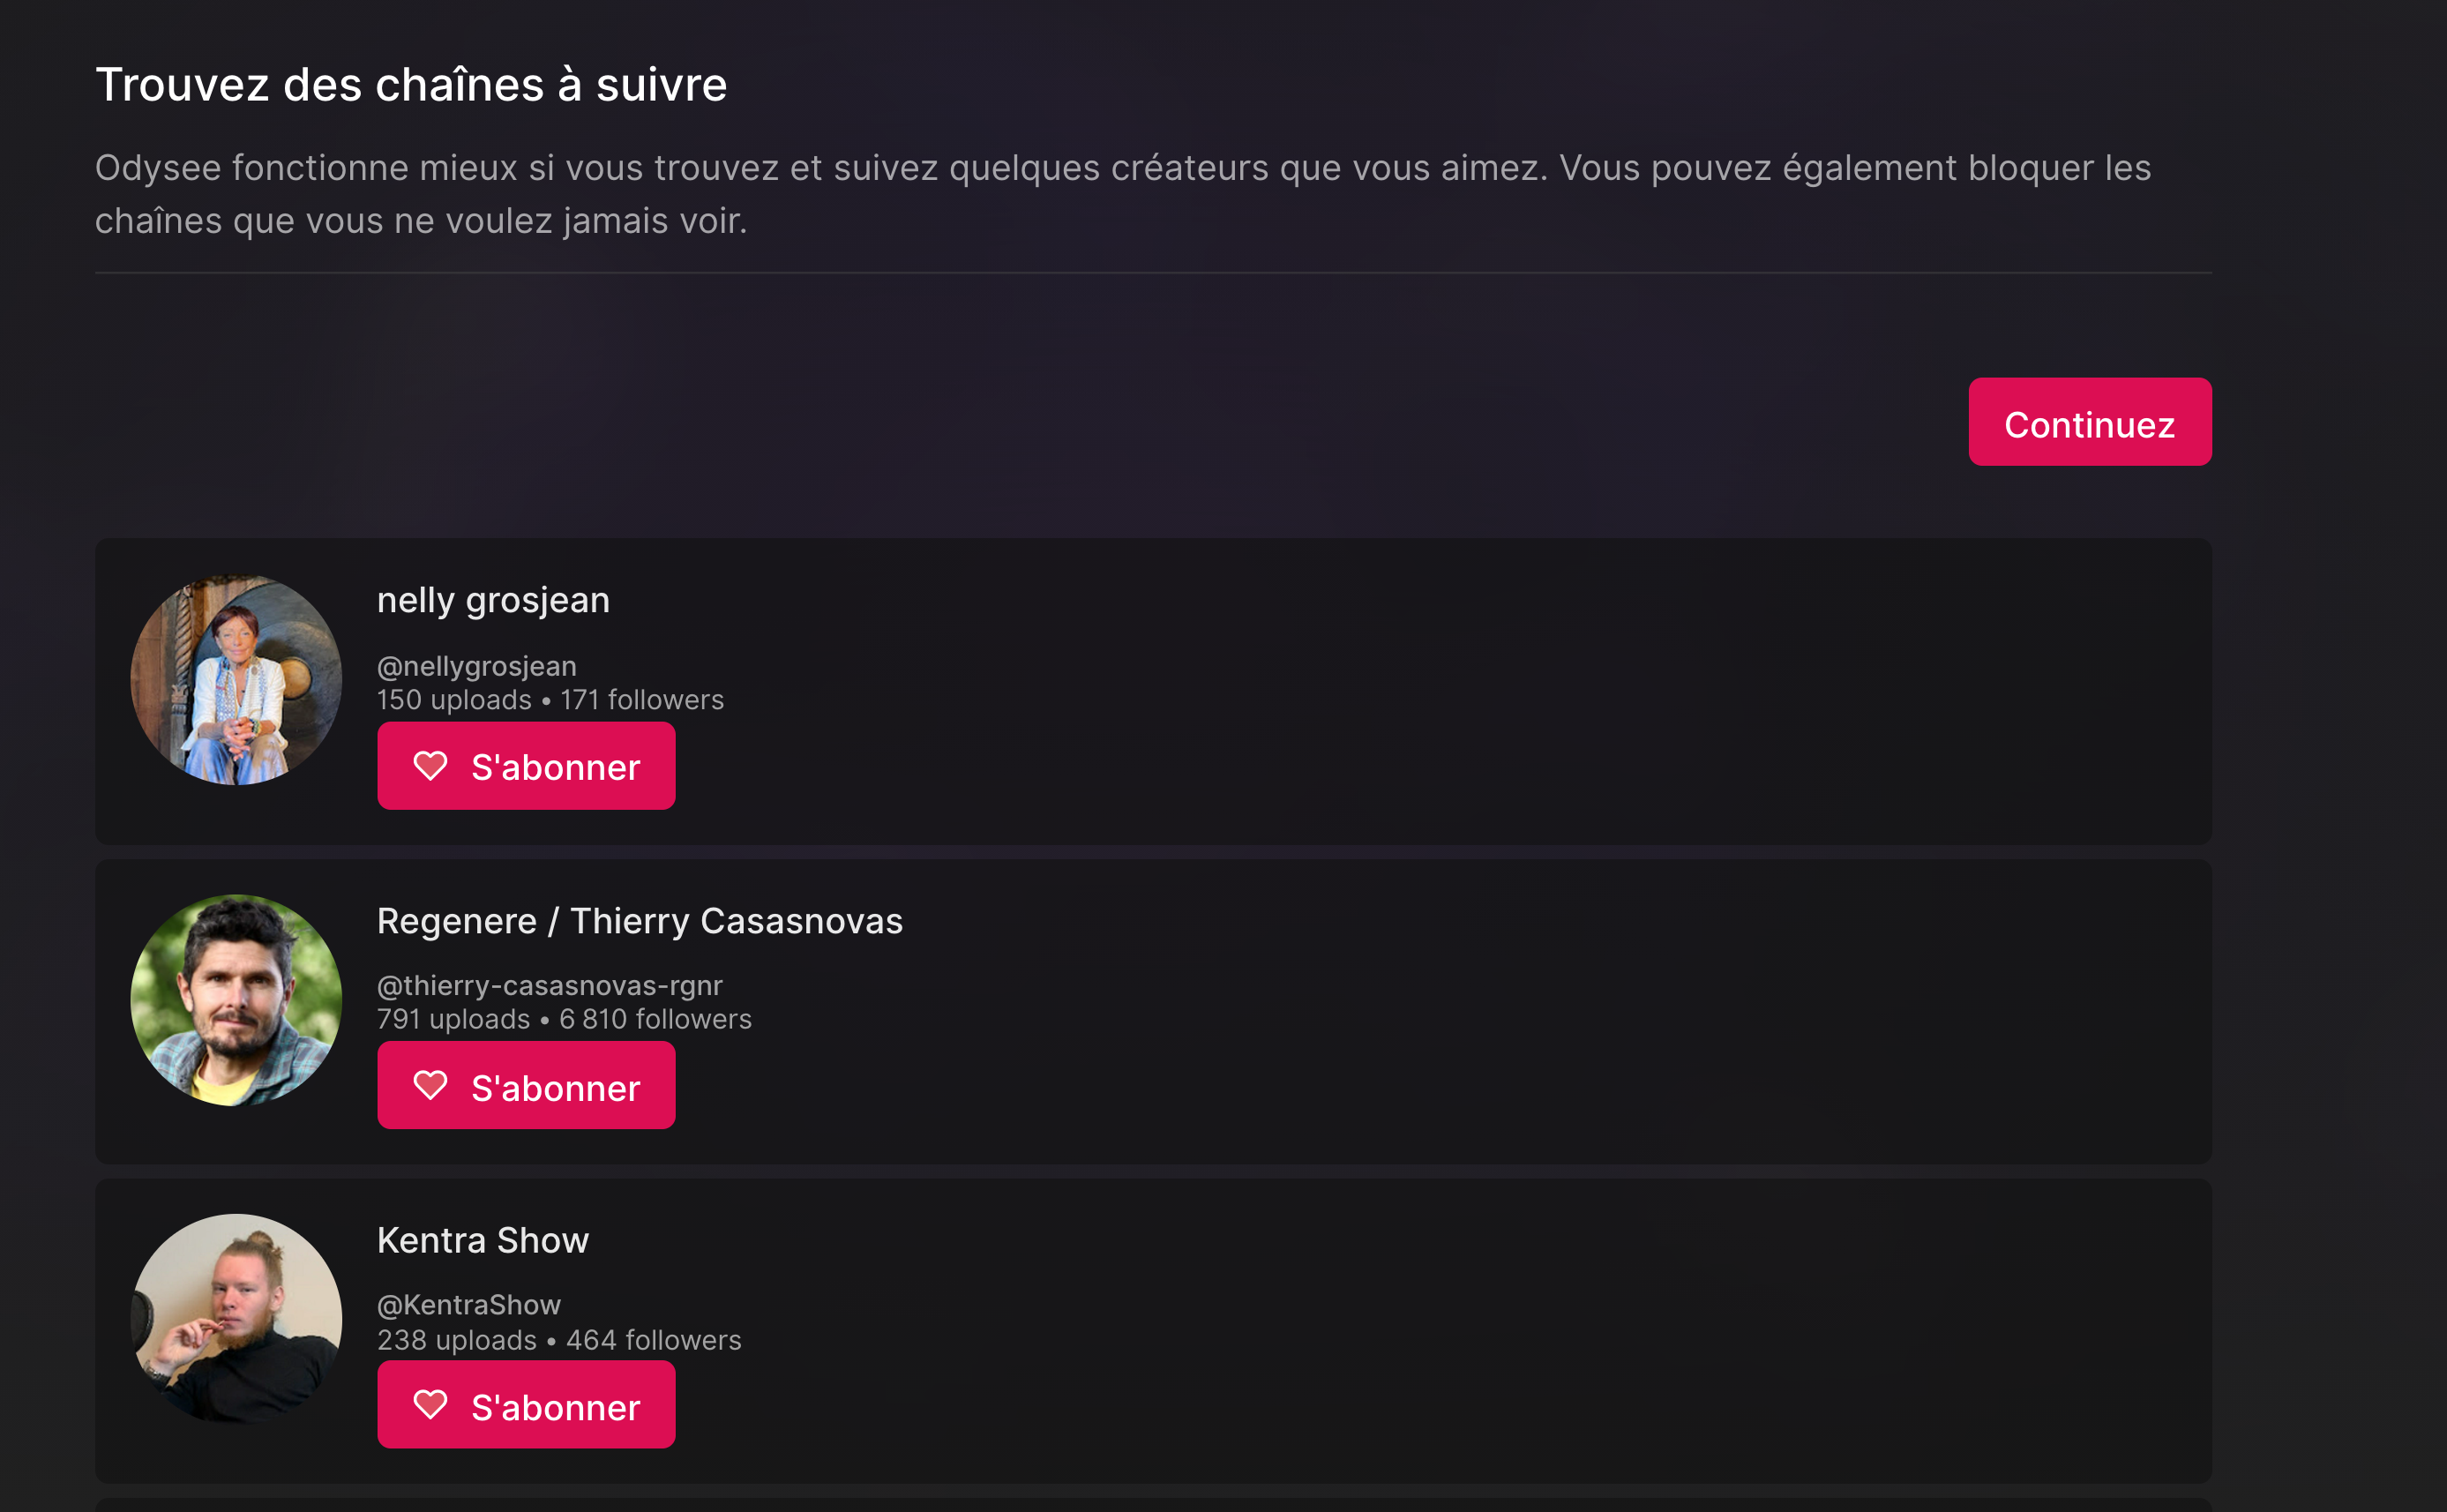 Trouvez des chaînes à suivre
Odysee fonctionne mieux si vous trouvez et suivez quelques créateurs que vous aimez. Vous pouvez également bloquer les
chaînes que vous ne voulez jamais voir.
Continuez
nelly grosjean
@nellygrosjean
150 uploads • 171 followers
S'abonner
Regenere / Thierry Casasnovas
@thierry-casasnovas-rgnr
791 uploads • 6 810 followers
S'abonner
Kentra Show
@KentraShow
238 uploads • 464 followers
S'abonner